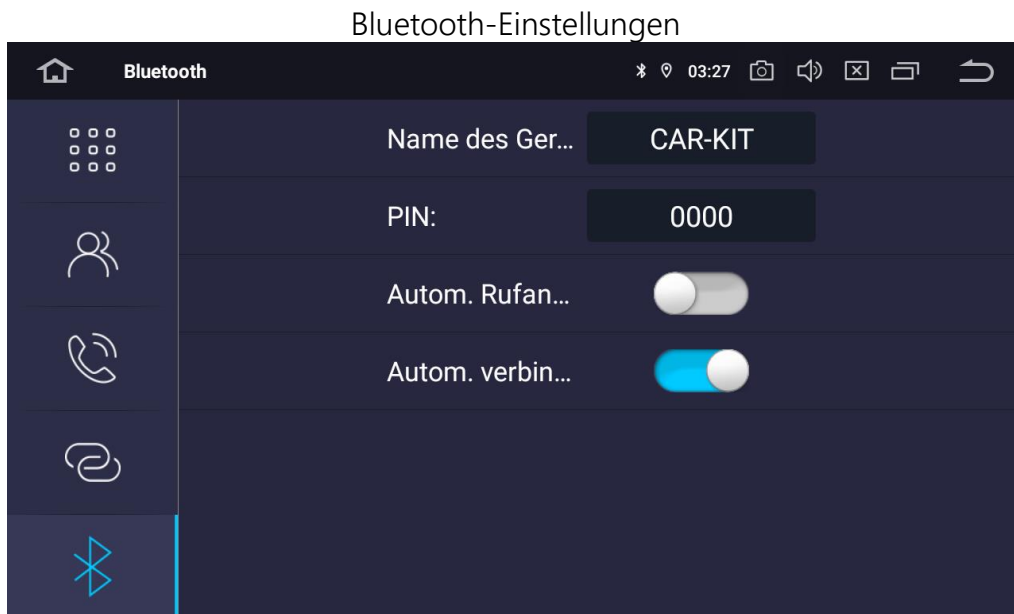 Bluetooth-Einstellungen
Bluetooth 03:27
Name des Ger... CAR-KIT
PIN: 0000
Autom. Rufan...
Autom. verbin...